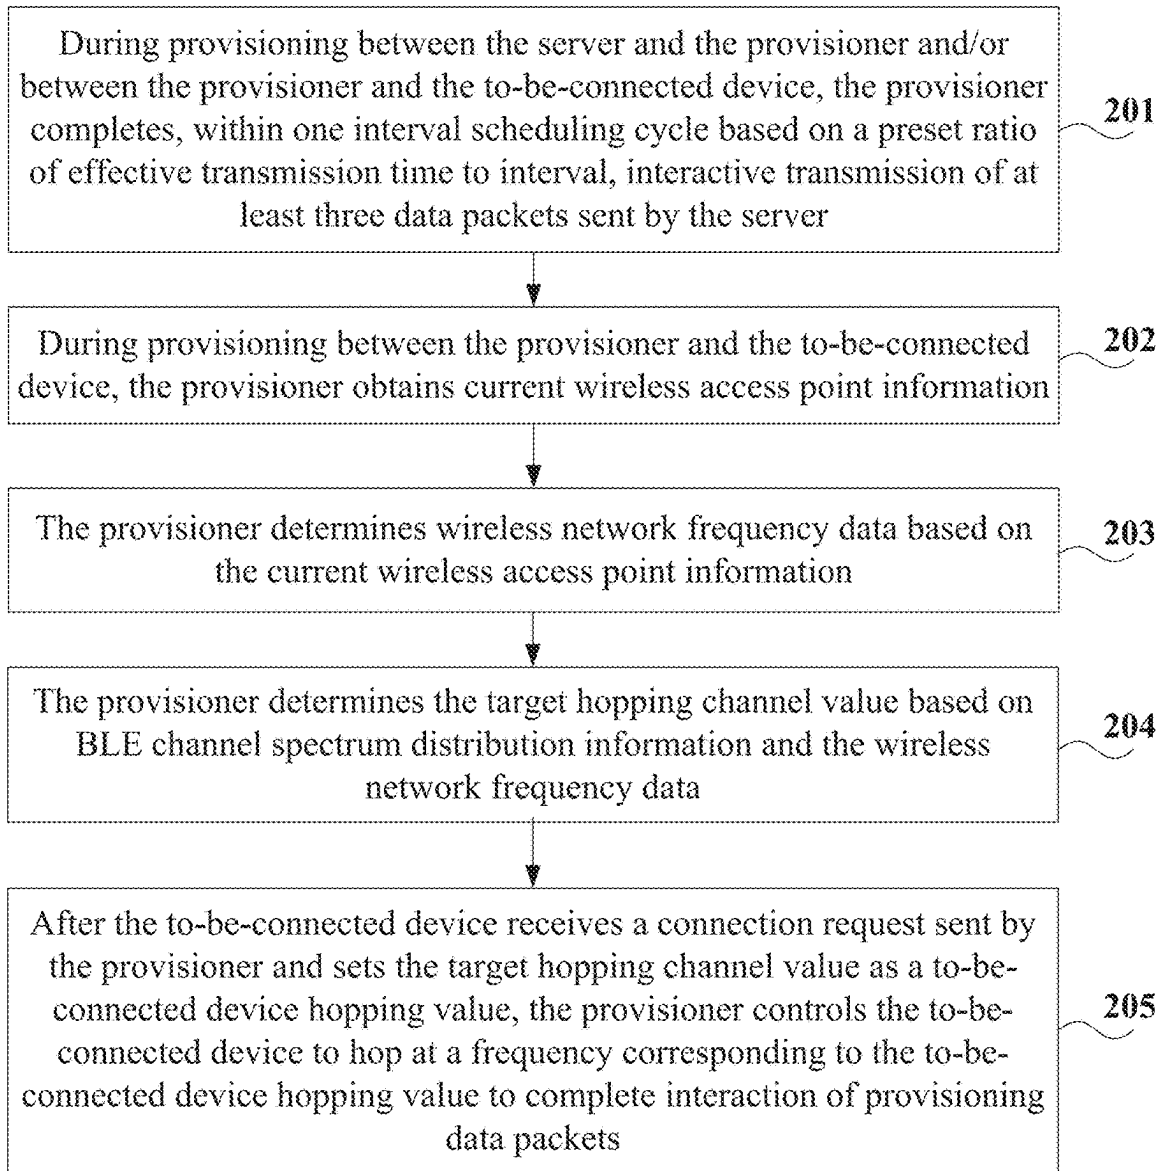 During provisioning between the server and the provisioner and/or
between the provisioner and the to-be-connected device, the provisioner
completes, within one interval scheduling cycle based on a preset ratio
of effective transmission time to interval, interactive transmission of at
least three data packets sent by the server
201
During provisioning between the provisioner and the to-be-connected
device, the provisioner obtains current wireless access point information
202
The provisioner determines wireless network frequency data based on
the current wireless access point information
203
The provisioner determines the target hopping channel value based on
BLE channel spectrum distribution information and the wireless
network frequency data
204
After the to-be-connected device receives a connection request sent by
the provisioner and sets the target hopping channel value as a to-be-
connected device hopping value, the provisioner controls the to-be-
connected device to hop at a frequency corresponding to the to-be-
connected device hopping value to complete interaction of provisioning
data packets
205